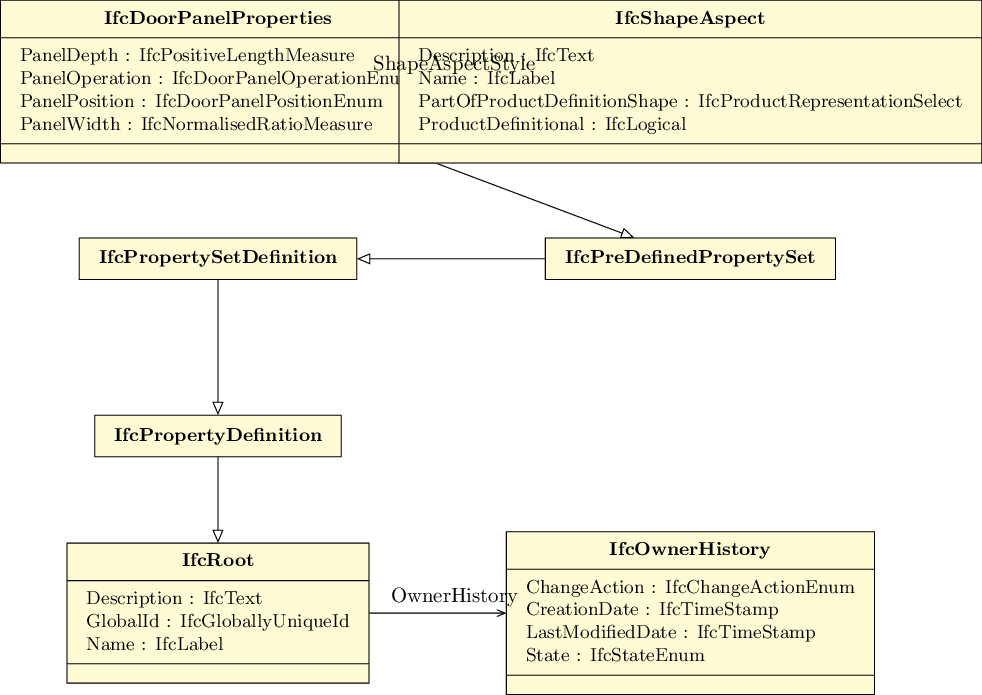 IfcDoorPanelProperties
PanelDepth : IfcPositiveLengthMeasure
PanelOperation : IfcDoorPanelOperationEnu
PanelPosition : IfcDoorPanelPositionEnum
PanelWidth : IfcNormalisedRatioMeasure
ShapeAspectStyle
IfcShapeAspect
Description : IfcText
Name : IfcLabel
PartOfProductDefinitionShape : IfcProductRepresentationSelect
ProductDefinitional : IfcLogical
IfcPropertySetDefinition
IfcPreDefinedPropertySet
IfcPropertyDefinition
IfcRoot
Description : IfcText
GlobalId : IfcGloballyUniqueId
Name : IfcLabel
OwnerHistory
IfcOwnerHistory
ChangeAction : IfcChangeActionEnum
CreationDate : IfcTimeStamp
LastModifiedDate : IfcTimeStamp
State : IfcStateEnum